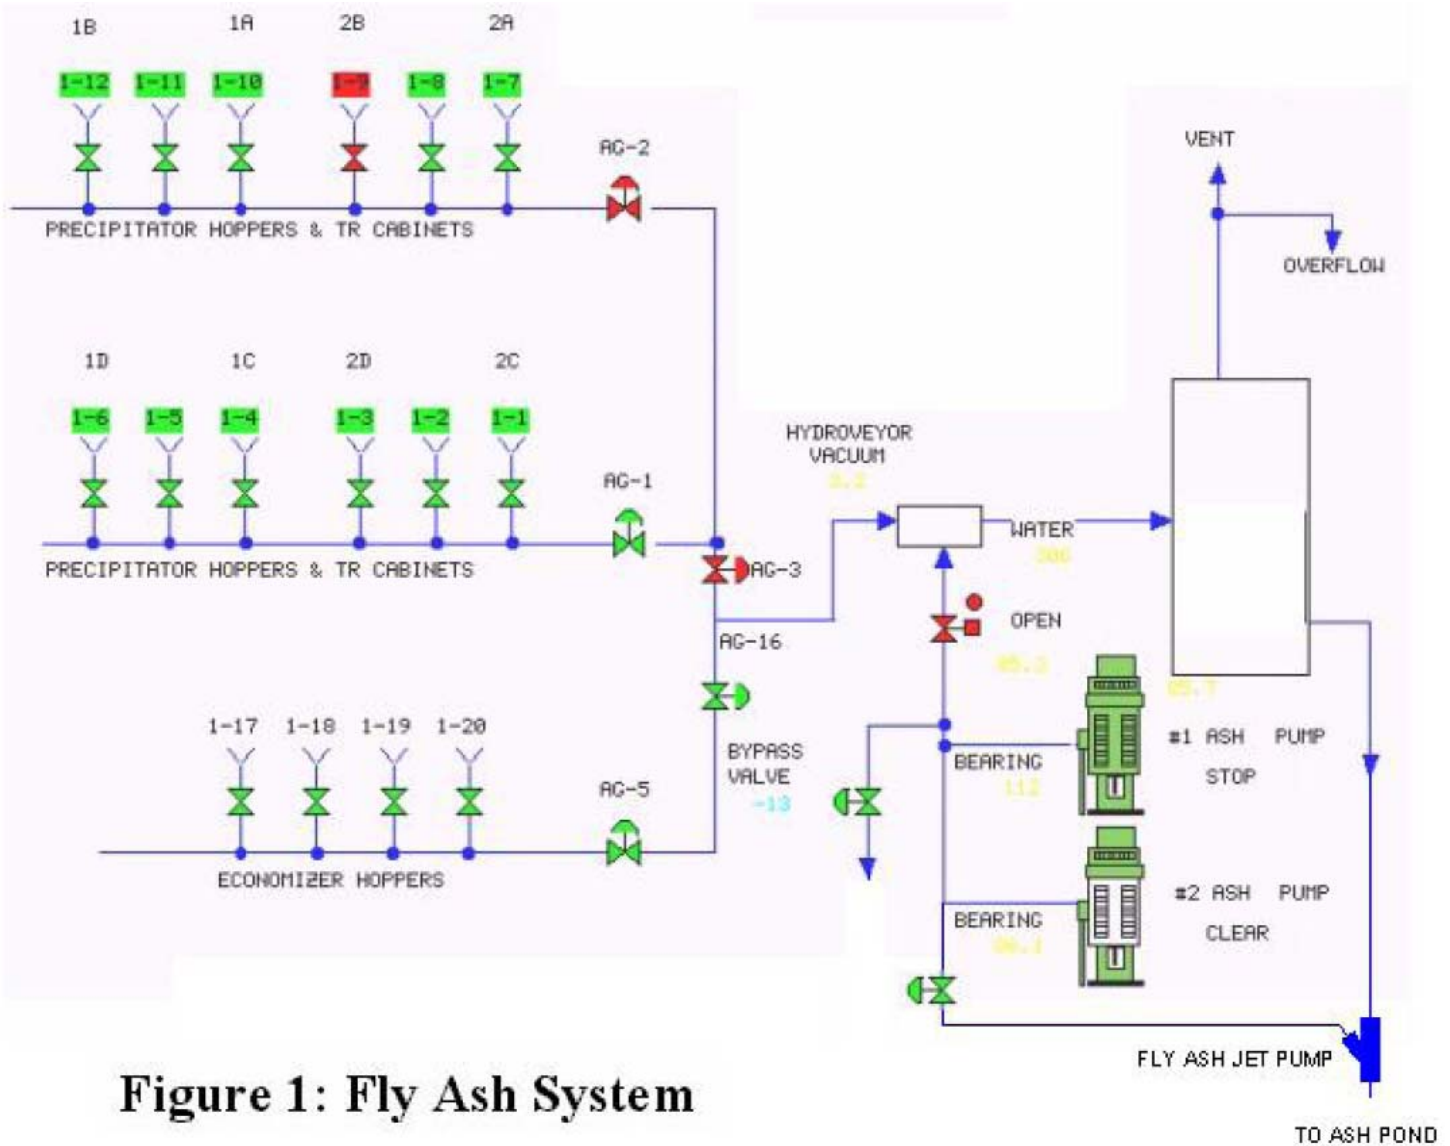 1B 1A 2B 2A
1-12 1-11 1-10 1-9 1-8 1-7
AG-2
PRECIPITATOR HOPPERS & TR CABINETS
VENT
OVERFLOW
1D 1C 2D 2C
1-6 1-5 1-4 1-3 1-2 1-1
AG-1
PRECIPITATOR HOPPERS & TR CABINETS
HYDROVEYOR
VACUUM
WATER
AG-3
OPEN
AG-16
1-17 1-18 1-19 1-20
AG-5
ECONOMIZER HOPPERS
BYPASS
VALVE
-13
BEARING
112
#1 ASH PUMP
STOP
BEARING
#2 ASH PUMP
CLEAR
FLY ASH JET PUMP
TO ASH POND
Figure 1: Fly Ash System